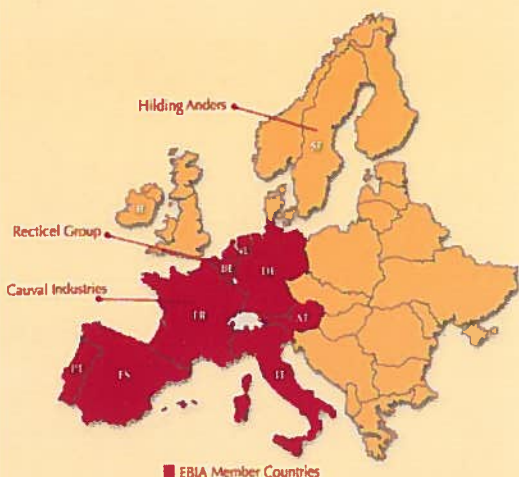 Hilding Anders
SE
IE
Recticel Group
NL
BE
DE
Cauval Industries
FR
AT
PT
ES
IT
EBIA Member Countries